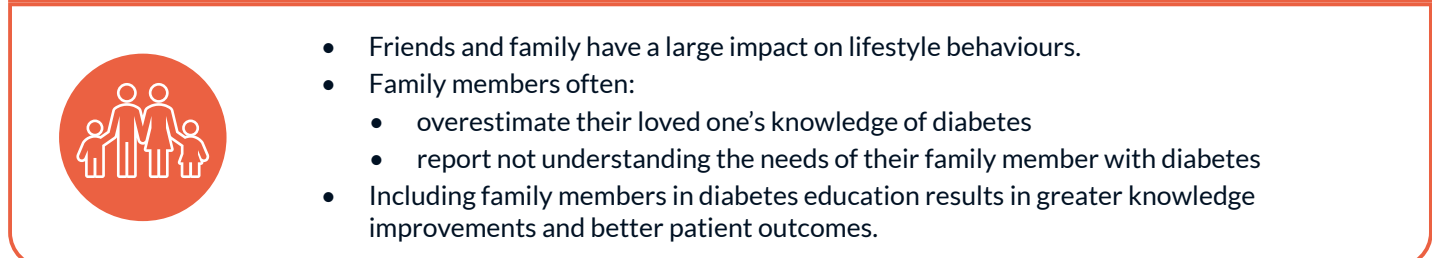 • Friends and family have a large impact on lifestyle behaviours.
• Family members often:
• overestimate their loved one’s knowledge of diabetes
• report not understanding the needs of their family member with diabetes
• Including family members in diabetes education results in greater knowledge
improvements and better patient outcomes.